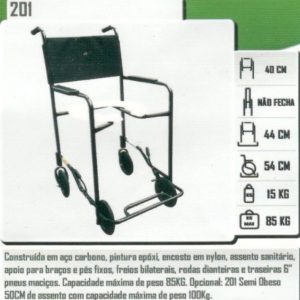 201
40 CM
NÃO FECHA
44 CM
54 CM
15 KG
KG
MAX
85 KG
Construída em aço carbono, pintura epóxi, encosto em nylon, assento sanitário,
apoio para braços e pés fixos, freios bilaterais, rodas dianteiras e traseiras 6"
pneus maciços. Capacidade máxima de peso 85KG. Opcional: 201 Semi Obeso
50CM de assento com capacidade máxima de peso 100Kg.